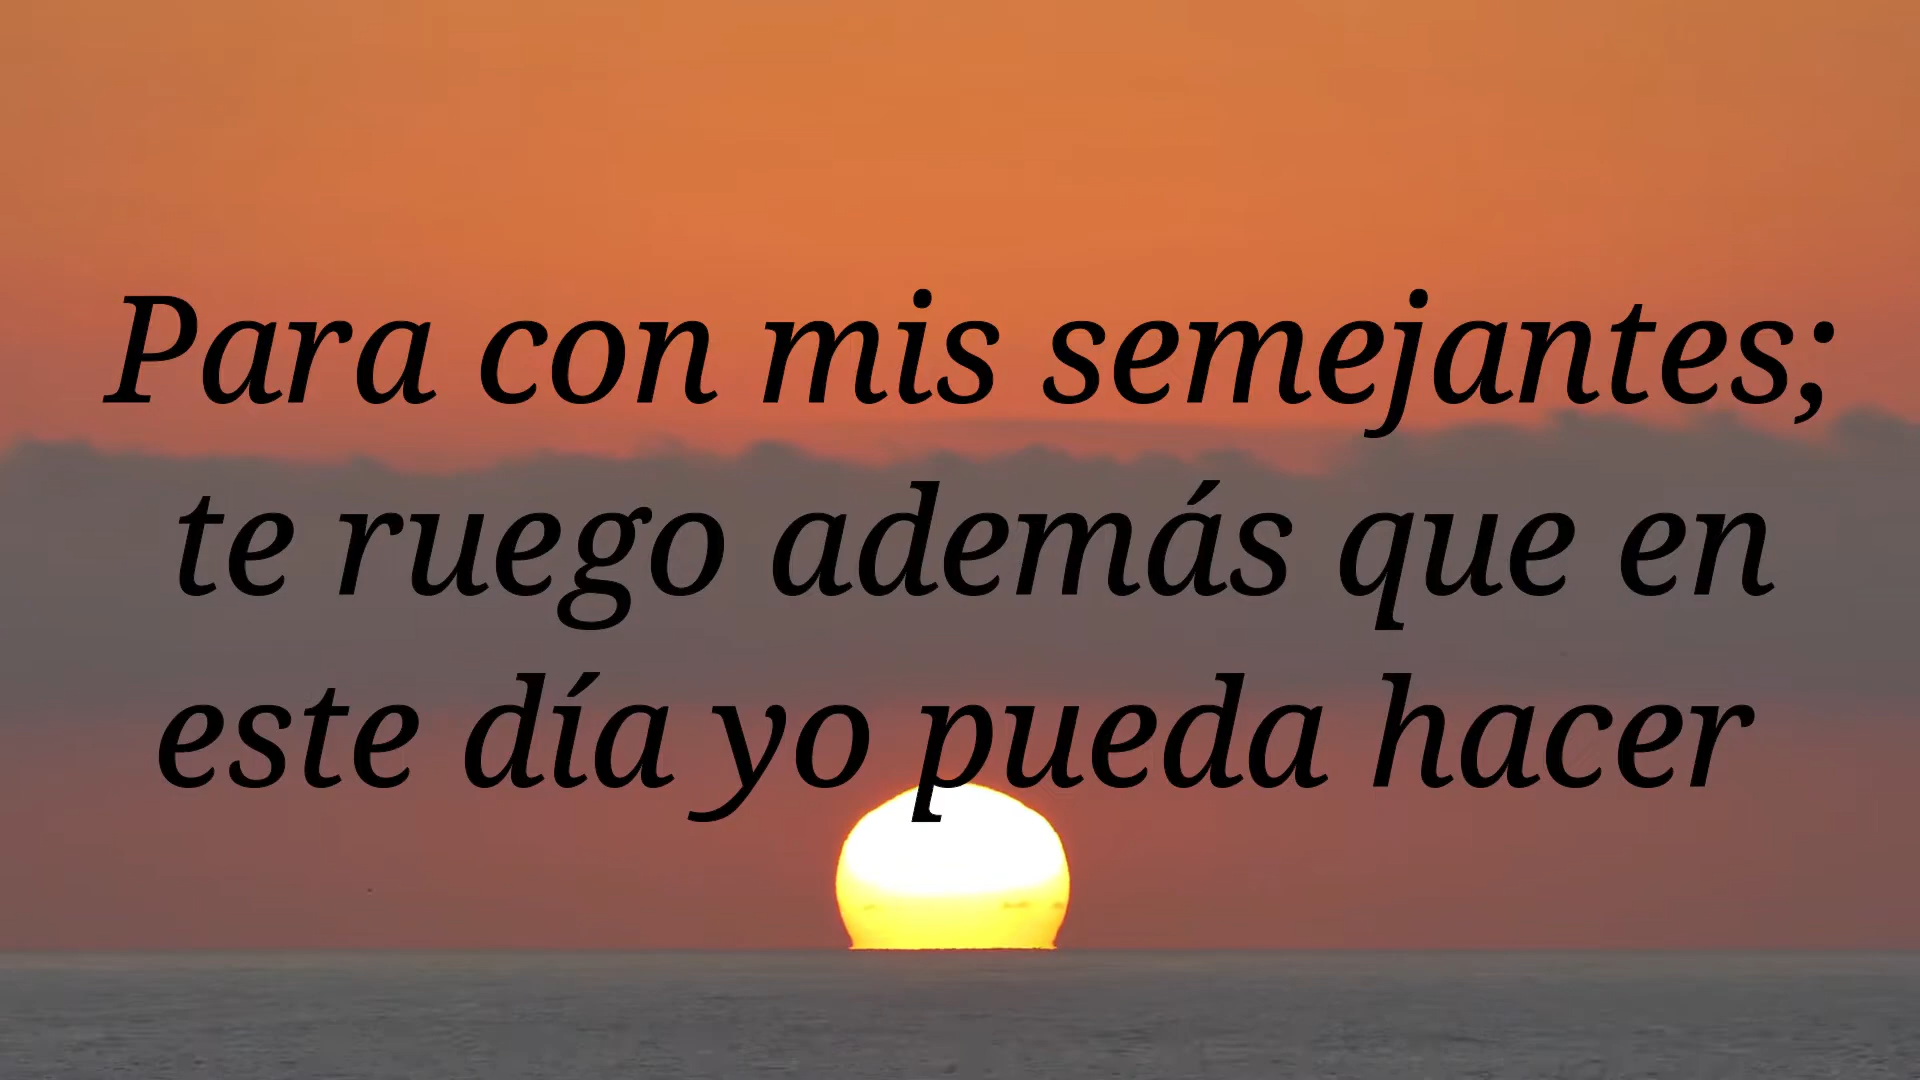 Para con mis semejantes;
te ruego además que en
este día yo pueda hacer